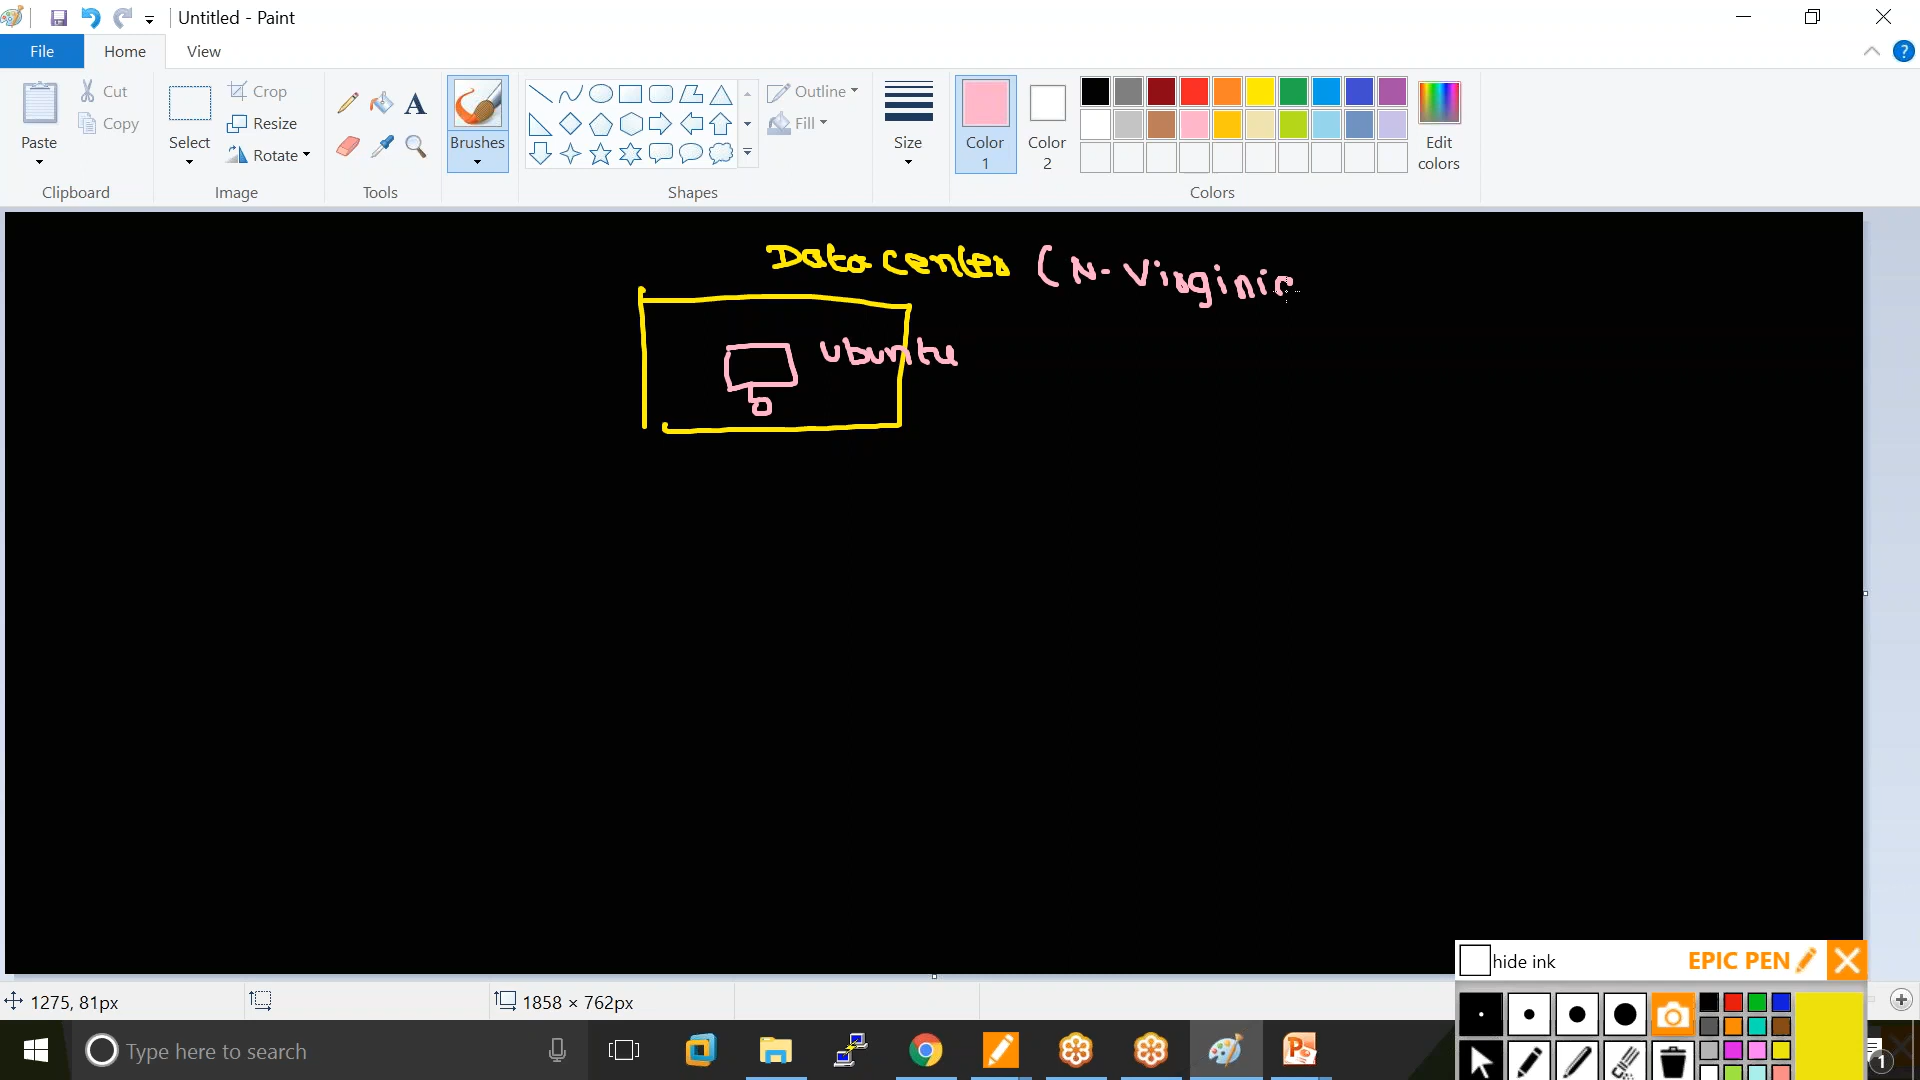 Untitled - Paint
File Home View
Paste Cut Copy Clipboard
Select Crop Resize Rotate Image
Tools
Brushes
Shapes
Outline Fill
Size
Color 1
Color 2
Edit colors
Colors
Data center (N. Virginia
ubuntu
1275, 81px
1858 × 762px
hide ink EPIC PEN
Type here to search
1